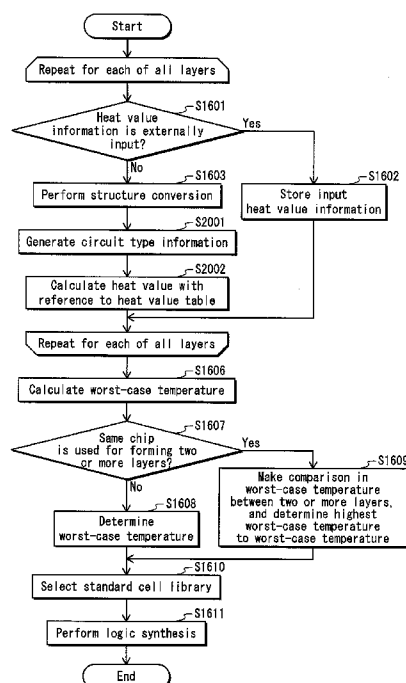 Start
Repeat for each of all layers
S1601
Heat value
information is externally
input?
Yes
No
S1603
Perform structure conversion
S1602
Store input
heat value information
S2001
Generate circuit type information
S2002
Calculate heat value with
reference to heat value table
Repeat for each of all layers
S1606
Calculate worst-case temperature
S1607
Same chip
is used for forming two
or more layers?
Yes
No
S1608
Determine
worst-case temperature
S1609
Make comparison in
worst-case temperature
between two or more layers,
and determine highest
worst-case temperature
to worst-case temperature
S1610
Select standard cell library
S1611
Perform logic synthesis
End